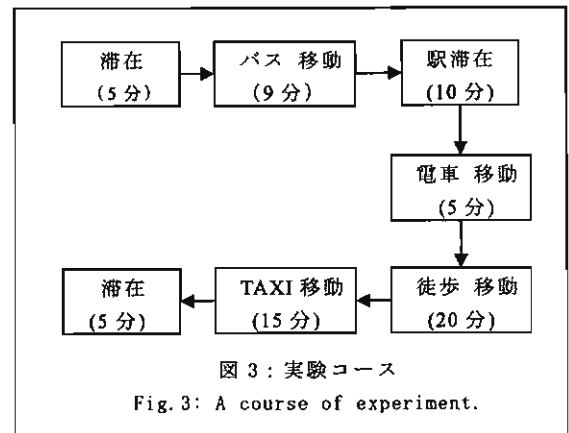 滞在
(5分)
バス 移動
(9分)
駅滞在
(10分)
電車 移動
(5分)
徒歩 移動
(20分)
TAXI 移動
(15分)
滞在
(5分)
図3：実験コース
Fig.3: A course of experiment.